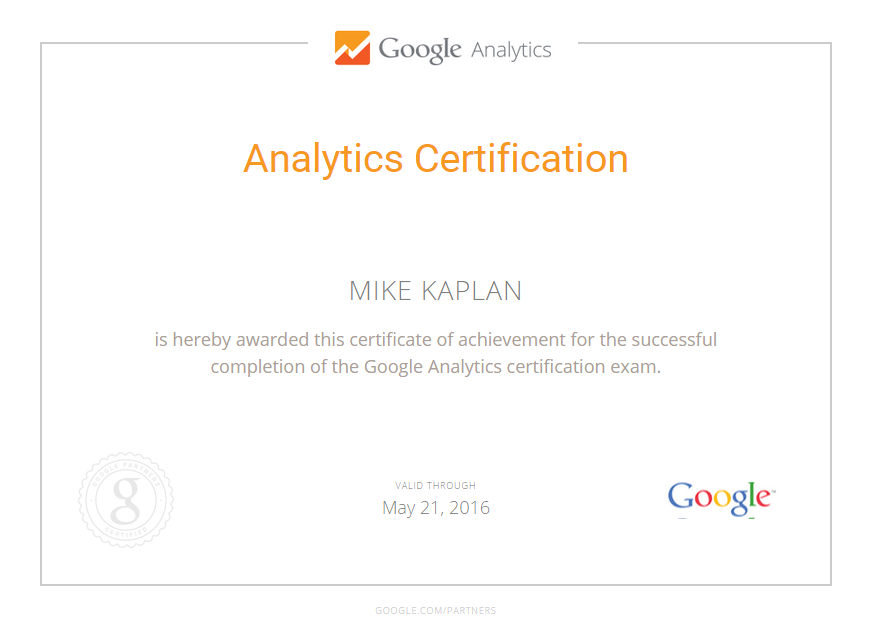 Google Analytics
Analytics Certification
MIKE KAPLAN
is hereby awarded this certificate of achievement for the successful
completion of the Google Analytics certification exam.
GOOGLE PARTNERS
g
CERTIFIED
VALID THROUGH
May 21, 2016
Google™
GOOGLE.COM/PARTNERS